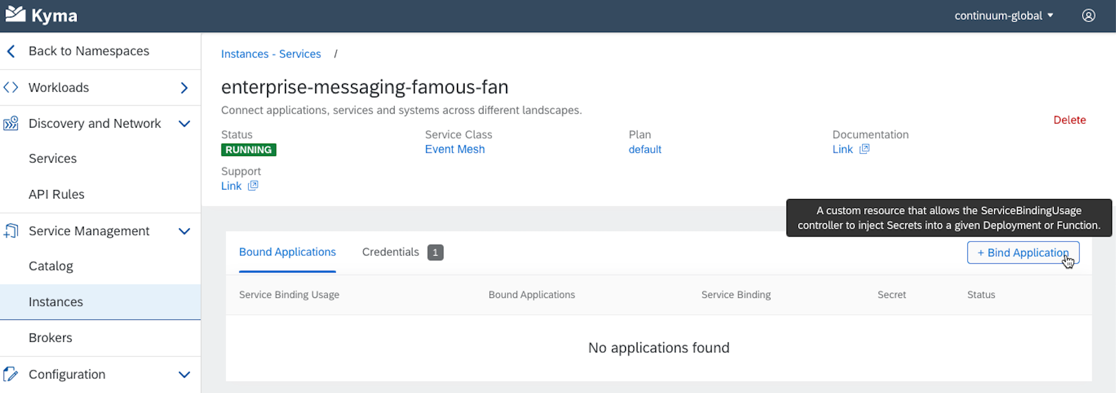 Kyma
continuum-global
Back to Namespaces
Workloads
Discovery and Network
Services
API Rules
Service Management
Catalog
Instances
Brokers
Configuration
Instances - Services /
enterprise-messaging-famous-fan
Connect applications, services and systems across different landscapes.
Delete
Status
RUNNING
Service Class
Event Mesh
Plan
default
Documentation
Link
Support
Link
A custom resource that allows the ServiceBindingUsage
controller to inject Secrets into a given Deployment or Function.
Bound Applications
Credentials 1
+ Bind Application
Service Binding Usage Bound Applications Service Binding Secret Status
No applications found